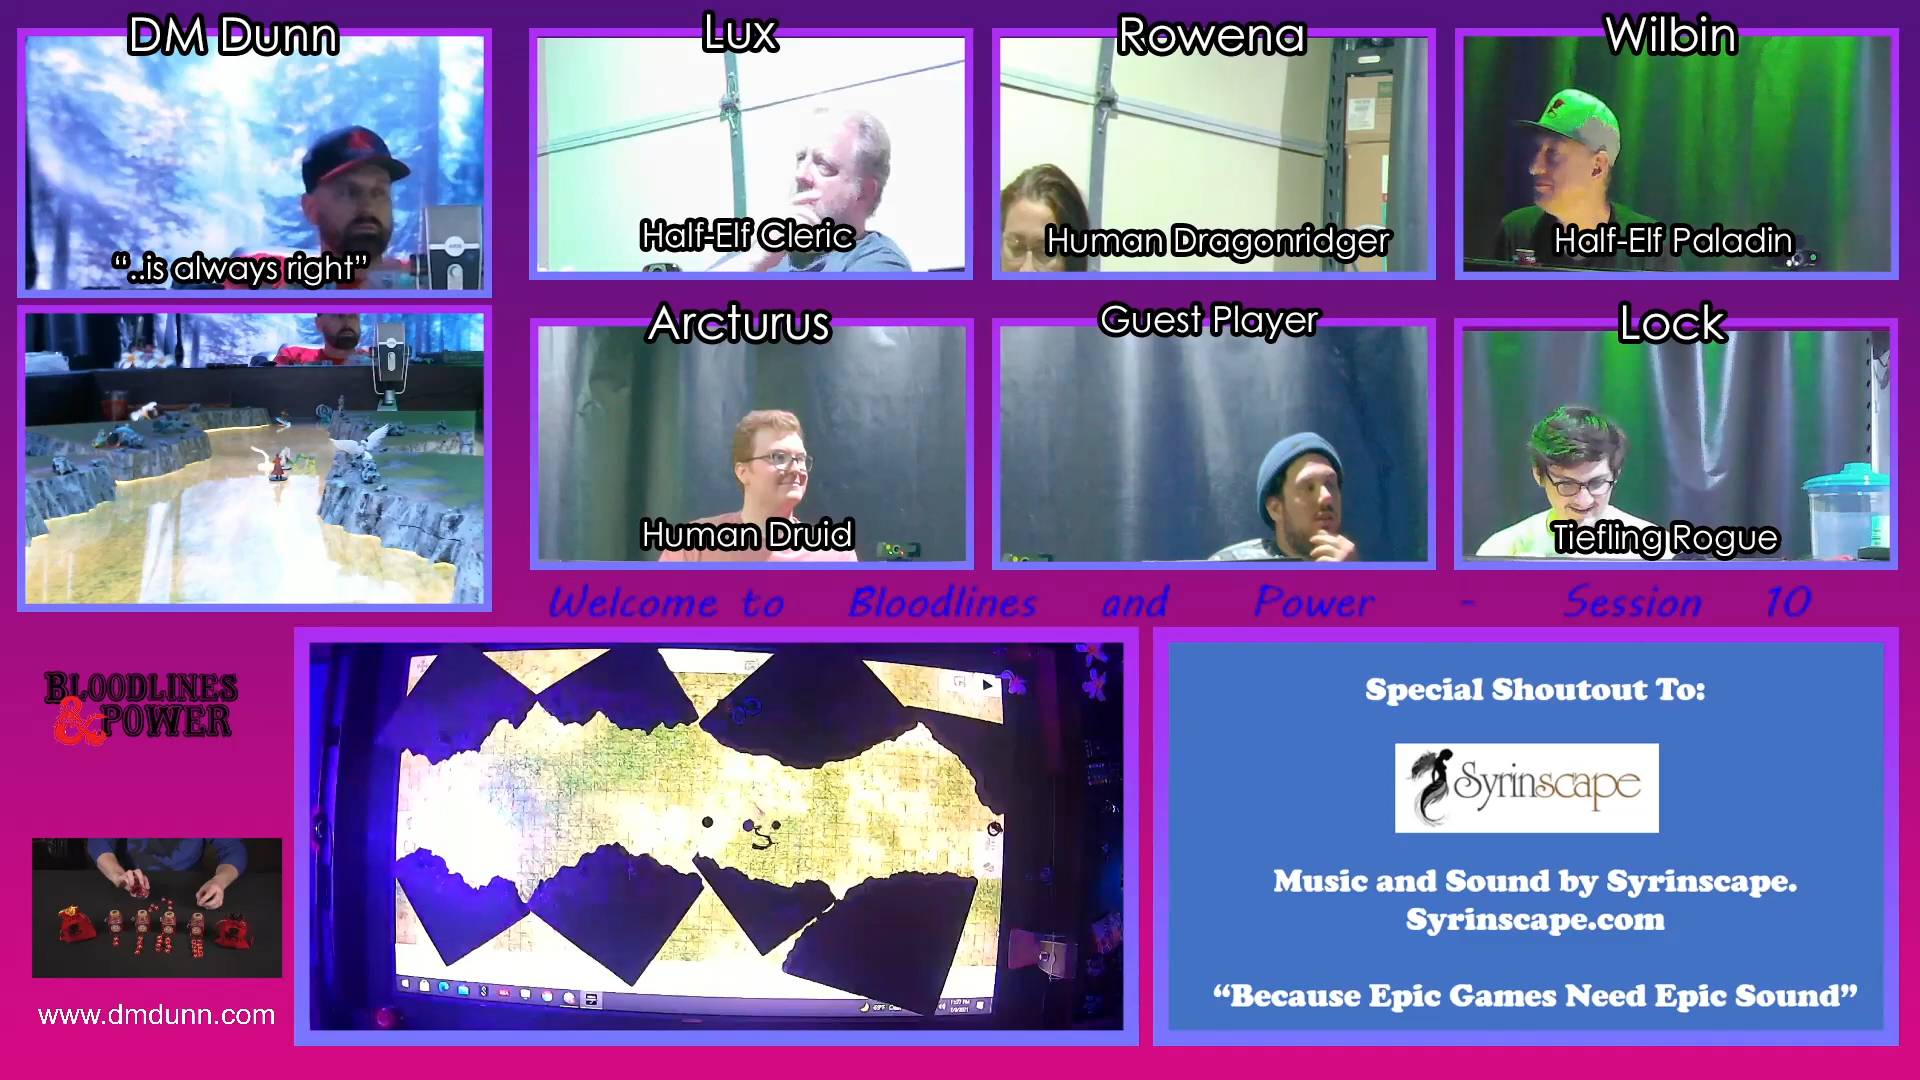 DM Dunn
“..is always right”
Lux
Half-Elf Cleric
Rowena
Human Dragonridger
Wilbin
Half-Elf Paladin
Arcturus
Human Druid
Guest Player
Lock
Tiefling Rogue
Welcome to Bloodlines and Power - Session 10
BLOODLINES
& POWER
www.dmdunn.com
Special Shoutout To:
Syrinscape
Music and Sound by Syrinscape.
Syrinscape.com
“Because Epic Games Need Epic Sound”